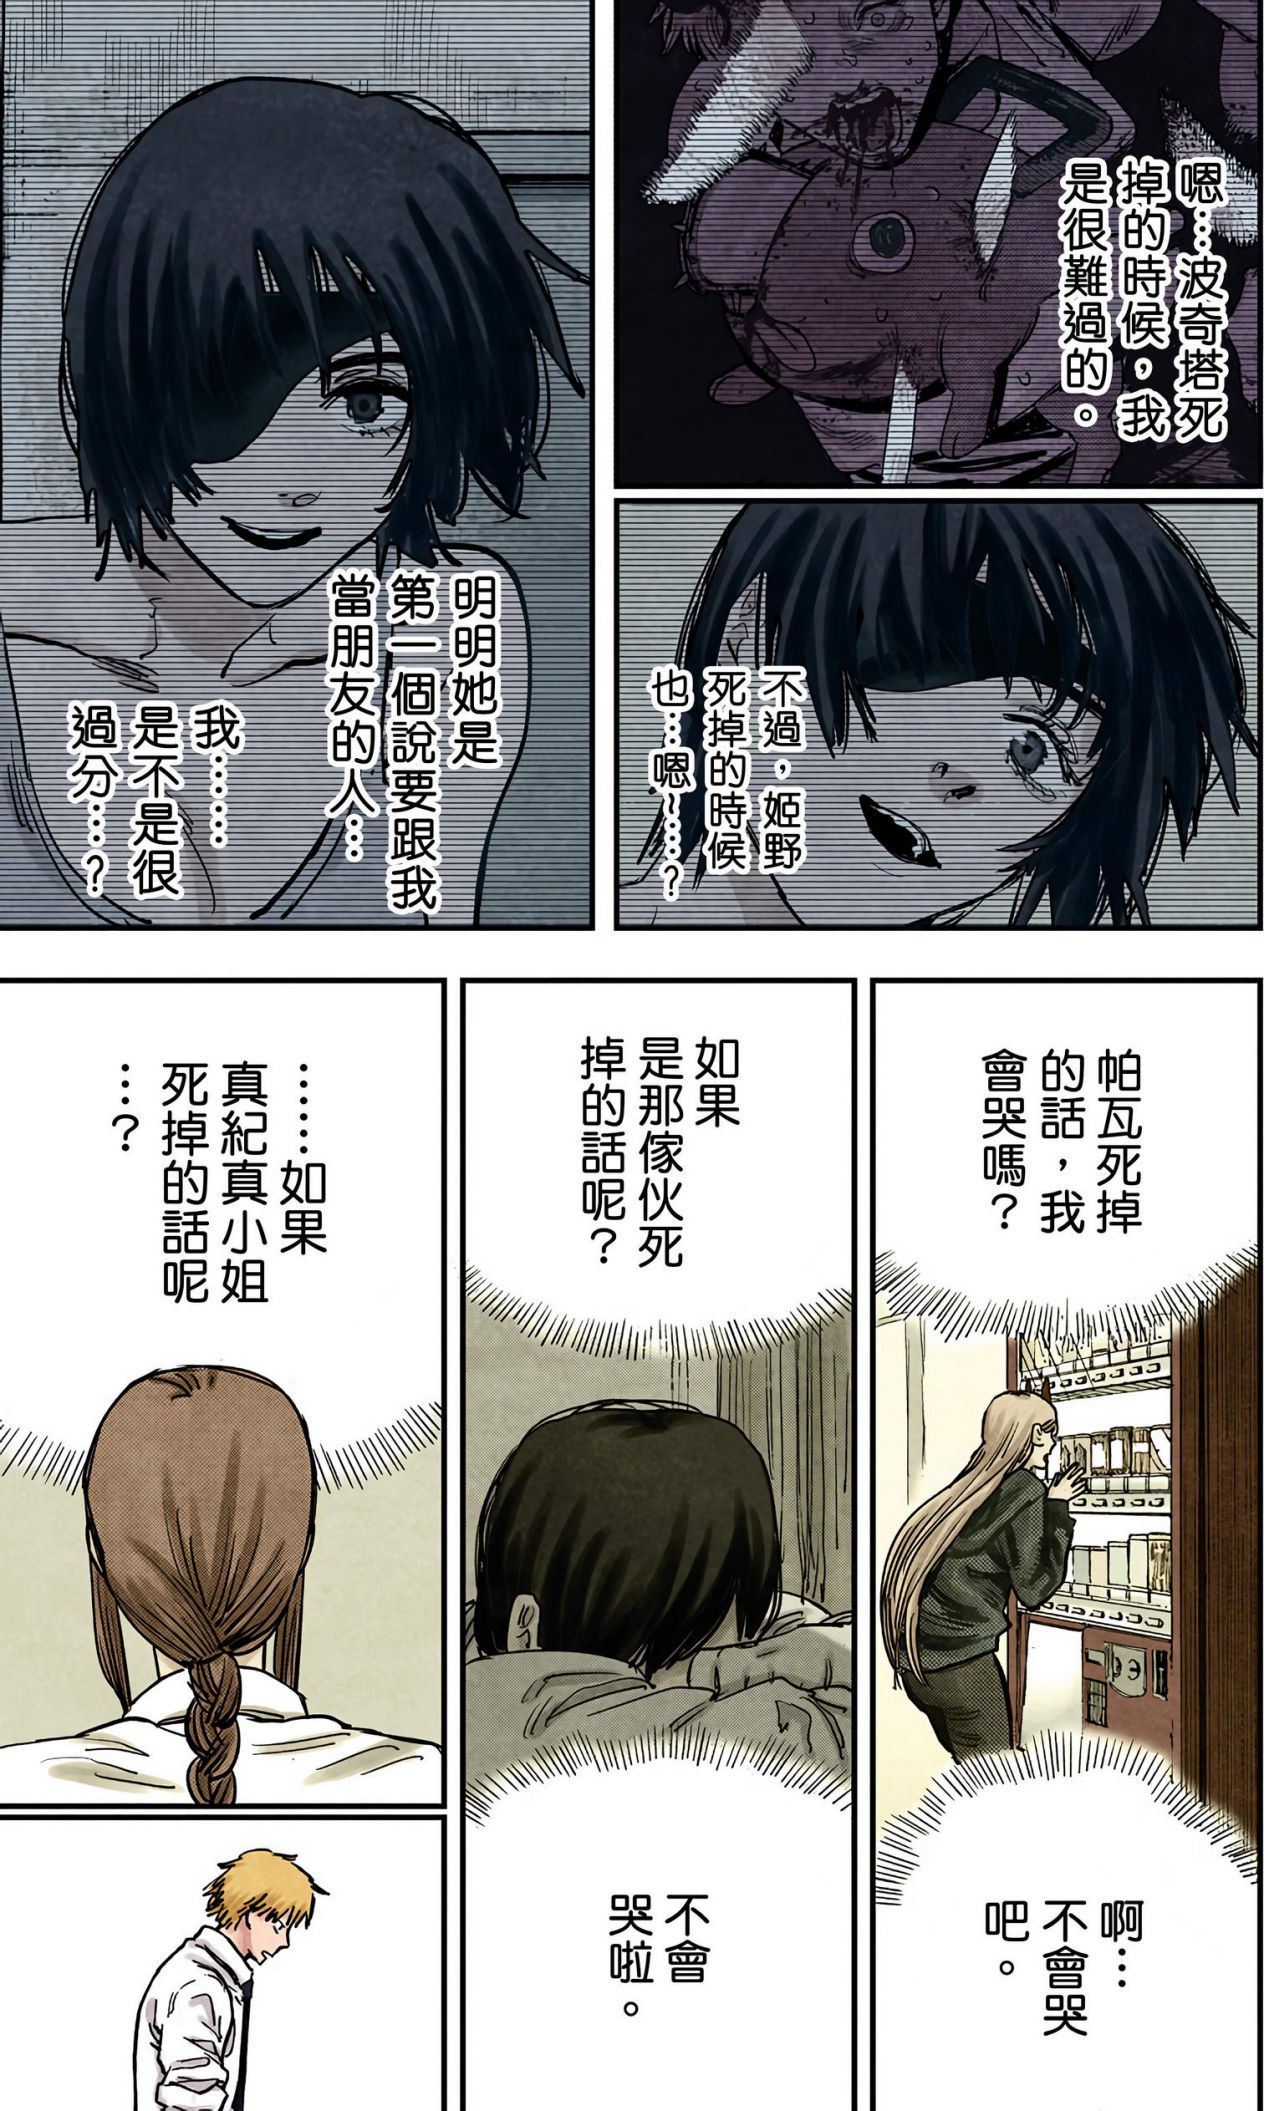 嗯…波奇塔死
掉的時候，我
是很難過的。
不過，姬野
死掉的時候
也…嗯……？
明明她是
第一個說要跟我
當朋友的人…
我……
是不是很
過分…？
帕瓦死掉
的話，我
會哭嗎？
啊…
不會哭
吧。
如果
是那傢伙死
掉的話呢？
不會
哭啦。
……如果
真紀真小姐
死掉的話呢
…？